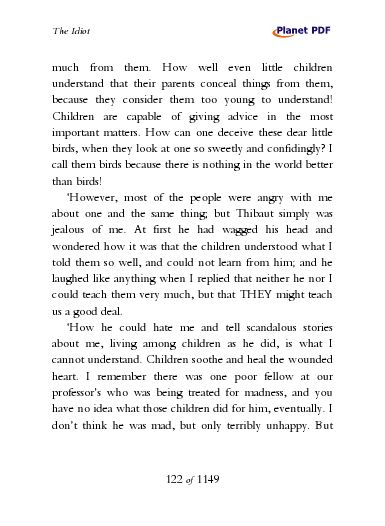 The Idiot
Planet PDF
much from them. How well even little children
understand that their parents conceal things from them,
because they consider them too young to understand!
Children are capable of giving advice in the most
important matters. How can one deceive these dear little
birds, when they look at one so sweetly and confidingly? I
call them birds because there is nothing in the world better
than birds!
‘However, most of the people were angry with me
about one and the same thing; but Thibaut simply was
jealous of me. At first he had wagged his head and
wondered how it was that the children understood what I
told them so well, and could not learn from him; and he
laughed like anything when I replied that neither he nor I
could teach them very much, but that THEY might teach
us a good deal.
‘How he could hate me and tell scandalous stories
about me, living among children as he did, is what I
cannot understand. Children soothe and heal the wounded
heart. I remember there was one poor fellow at our
professor's who was being treated for madness, and you
have no idea what those children did for him, eventually. I
don't think he was mad, but only terribly unhappy. But
122 of 1149